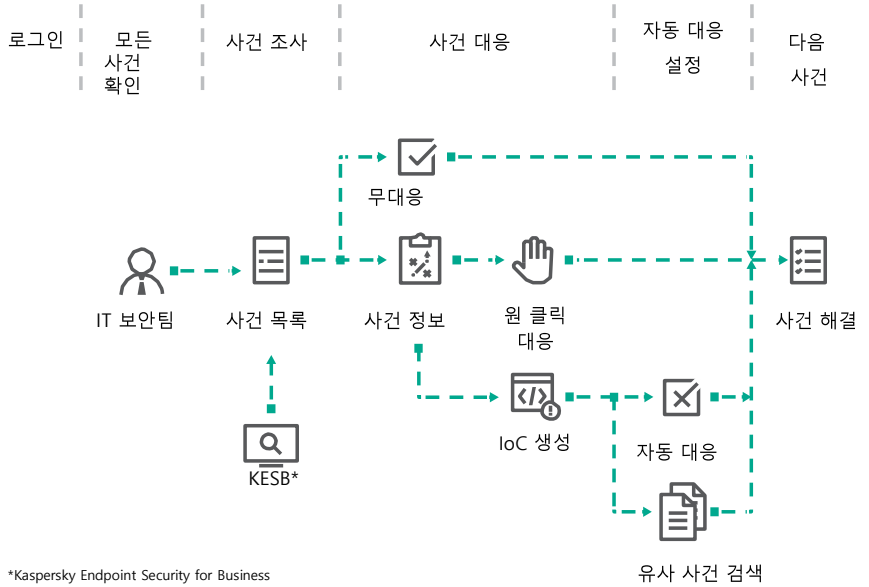 로그인
모든
사건
확인
사건 조사
사건 대응
자동 대응
설정
다음
사건
무대응
IT 보안팀
사건 목록
사건 정보
원 클릭
대응
사건 해결
IoC 생성
자동 대응
KESB*
유사 사건 검색
*Kaspersky Endpoint Security for Business